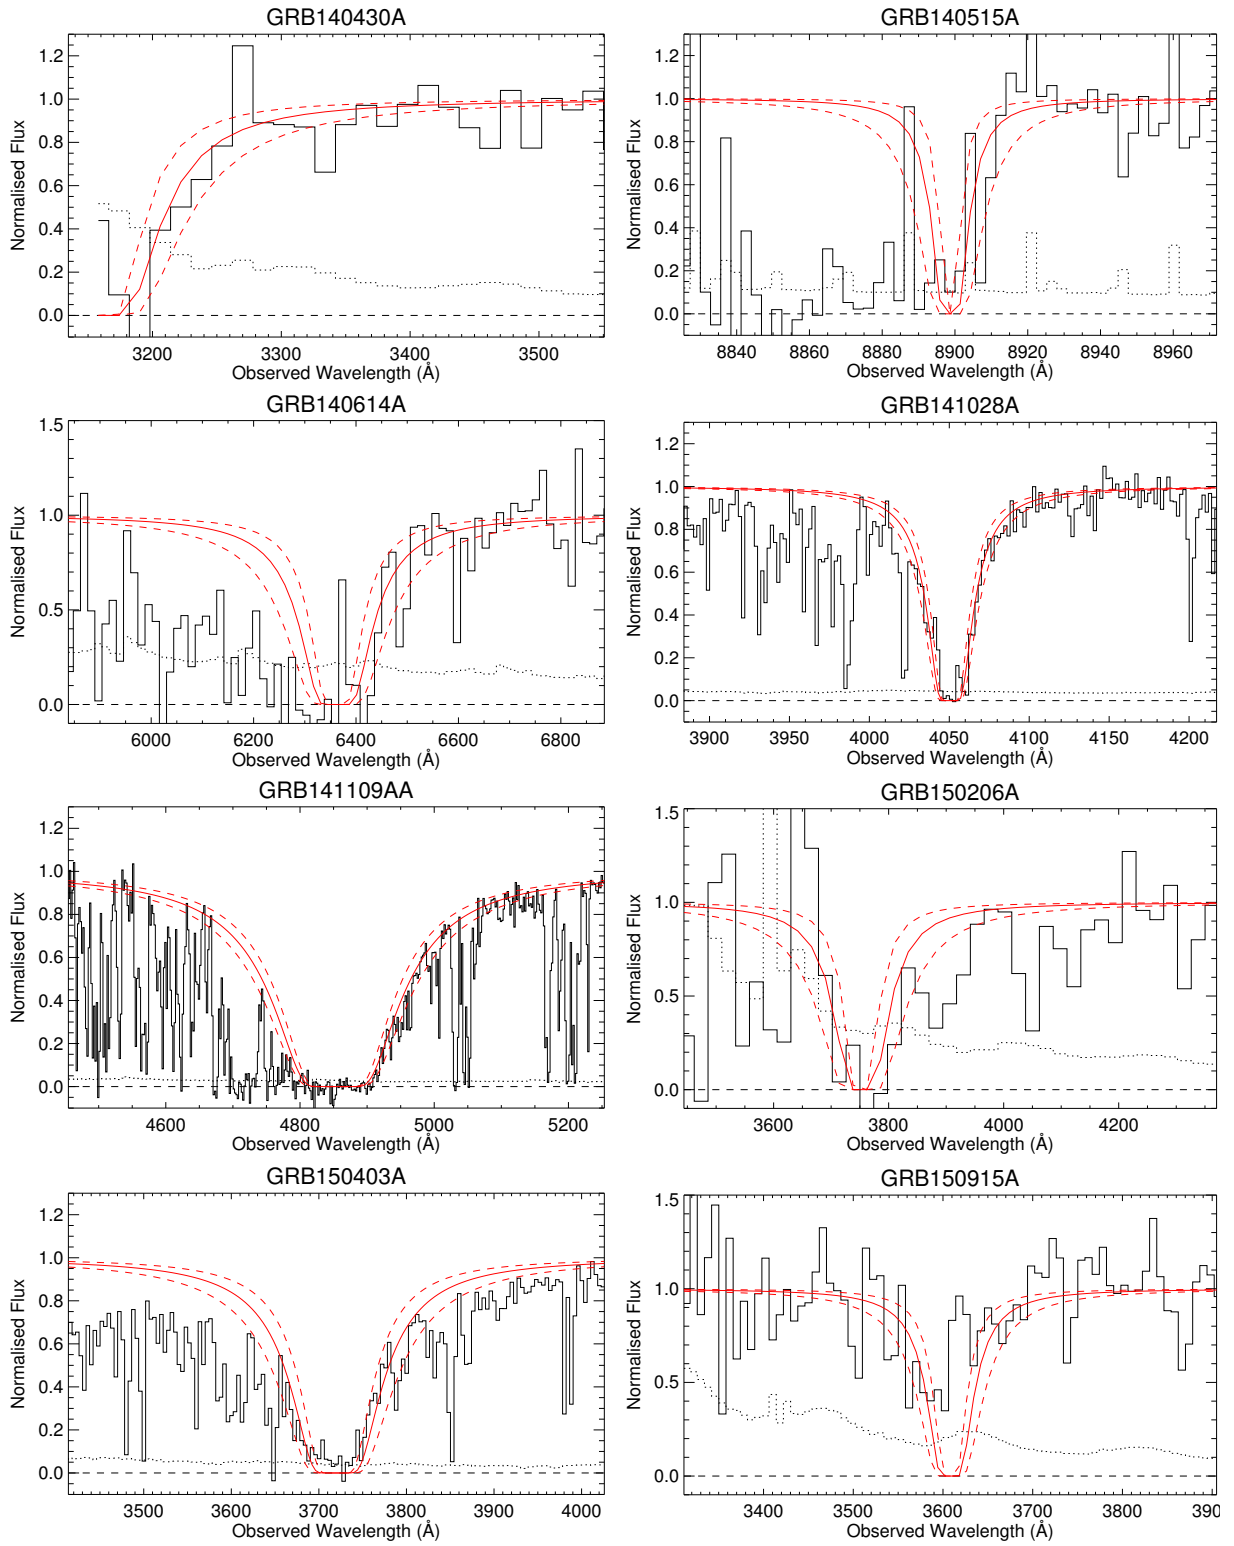 GRB140430A
Normalised Flux
1.2
1.0
0.8
0.6
0.4
0.2
0.0
3200 3300 3400 3500
Observed Wavelength (Å)
GRB140515A
Normalised Flux
1.2
1.0
0.8
0.6
0.4
0.2
0.0
8840 8860 8880 8900 8920 8940 8960
Observed Wavelength (Å)
GRB140614A
Normalised Flux
1.5
1.0
0.5
0.0
6000 6200 6400 6600 6800
Observed Wavelength (Å)
GRB141028A
Normalised Flux
1.2
1.0
0.8
0.6
0.4
0.2
0.0
3900 3950 4000 4050 4100 4150 4200
Observed Wavelength (Å)
GRB141109AA
Normalised Flux
1.2
1.0
0.8
0.6
0.4
0.2
0.0
4600 4800 5000 5200
Observed Wavelength (Å)
GRB150206A
Normalised Flux
1.5
1.0
0.5
0.0
3600 3800 4000 4200
Observed Wavelength (Å)
GRB150403A
Normalised Flux
1.2
1.0
0.8
0.6
0.4
0.2
0.0
3500 3600 3700 3800 3900 4000
Observed Wavelength (Å)
GRB150915A
Normalised Flux
1.5
1.0
0.5
0.0
3400 3500 3600 3700 3800 3900
Observed Wavelength (Å)